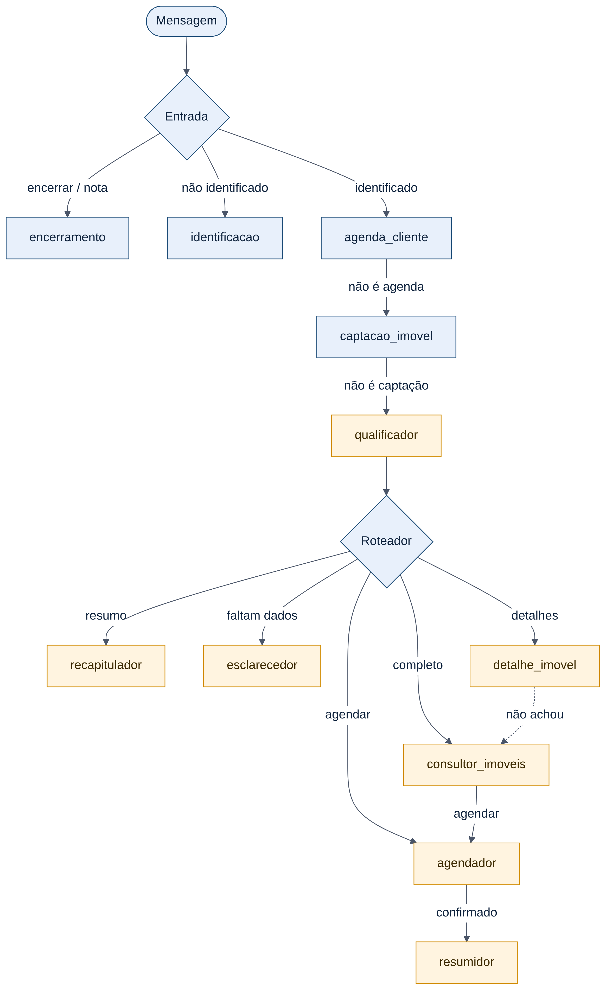 Mensagem
Entrada
encerrar / nota
não identificado
identificado
encerramento
identificacao
agenda_cliente
não é agenda
captacao_imovel
não é captação
qualificador
Roteador
resumo
faltam dados
detalhes
recapitulador
esclarecedor
completo
detalhe_imovel
agendar
não achou
consultor_imoveis
agendar
agendador
confirmado
resumidor